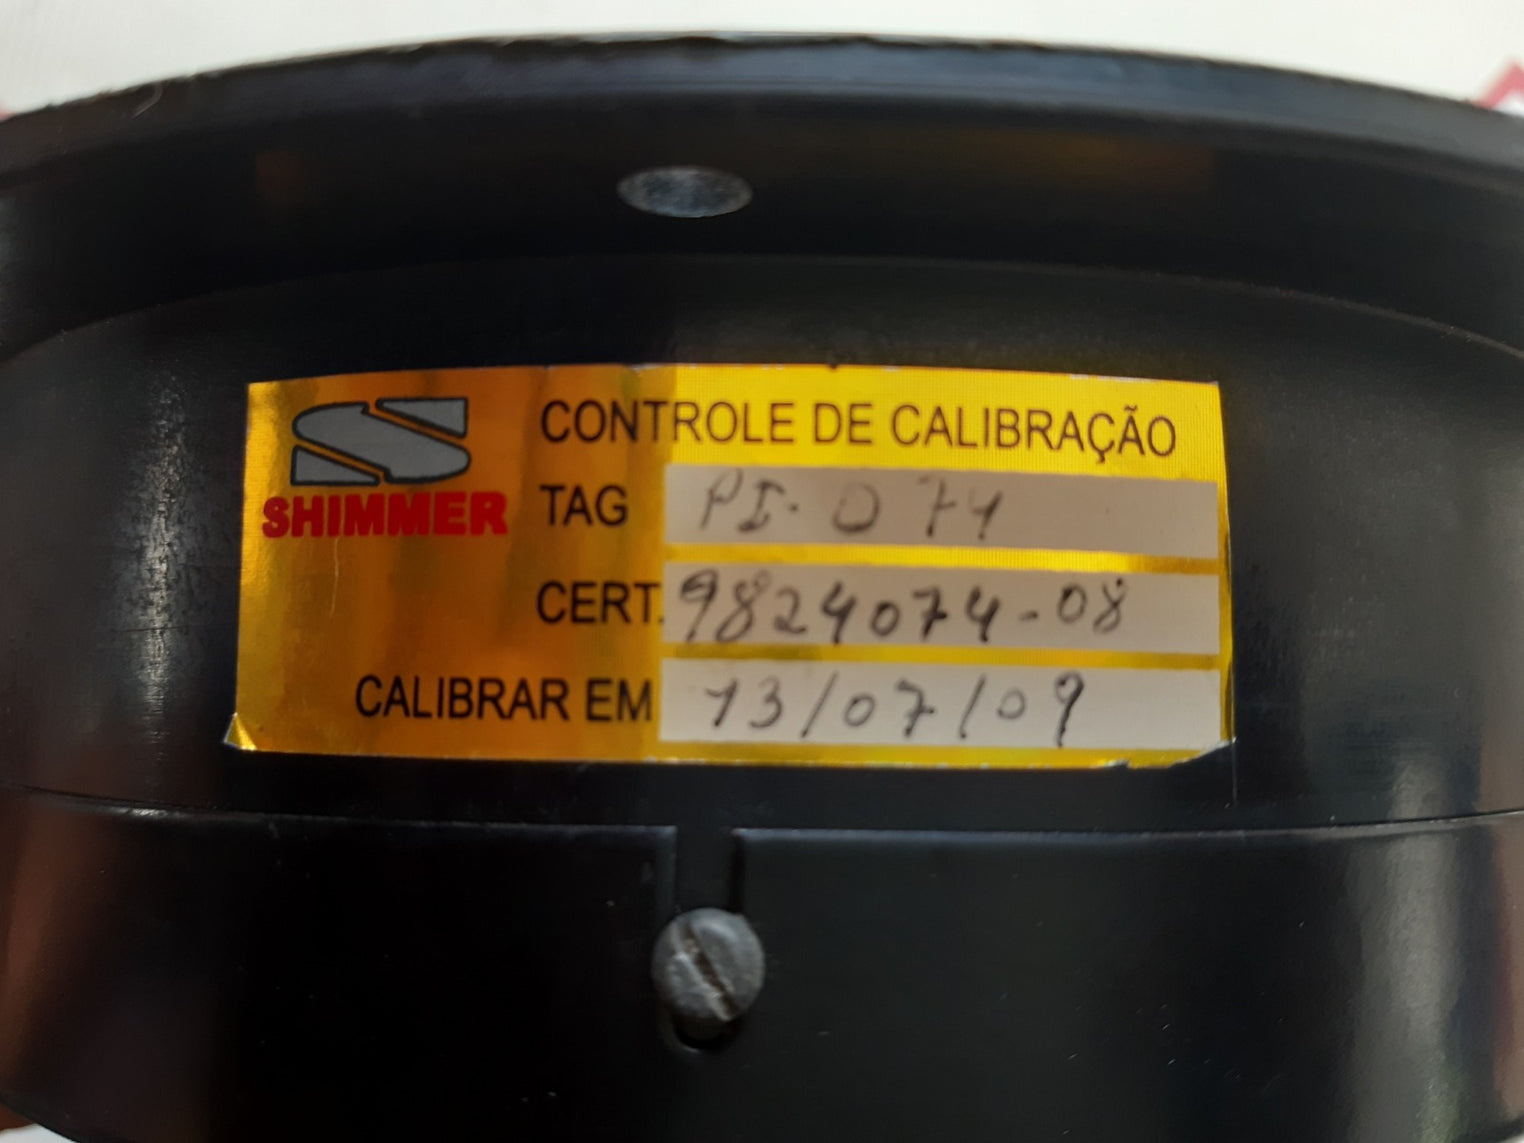 SHIMMER
CONTROLE DE CALIBRAÇÃO
TAG PI-074
CERT. 9824074-08
CALIBRAR EM 13/07/09